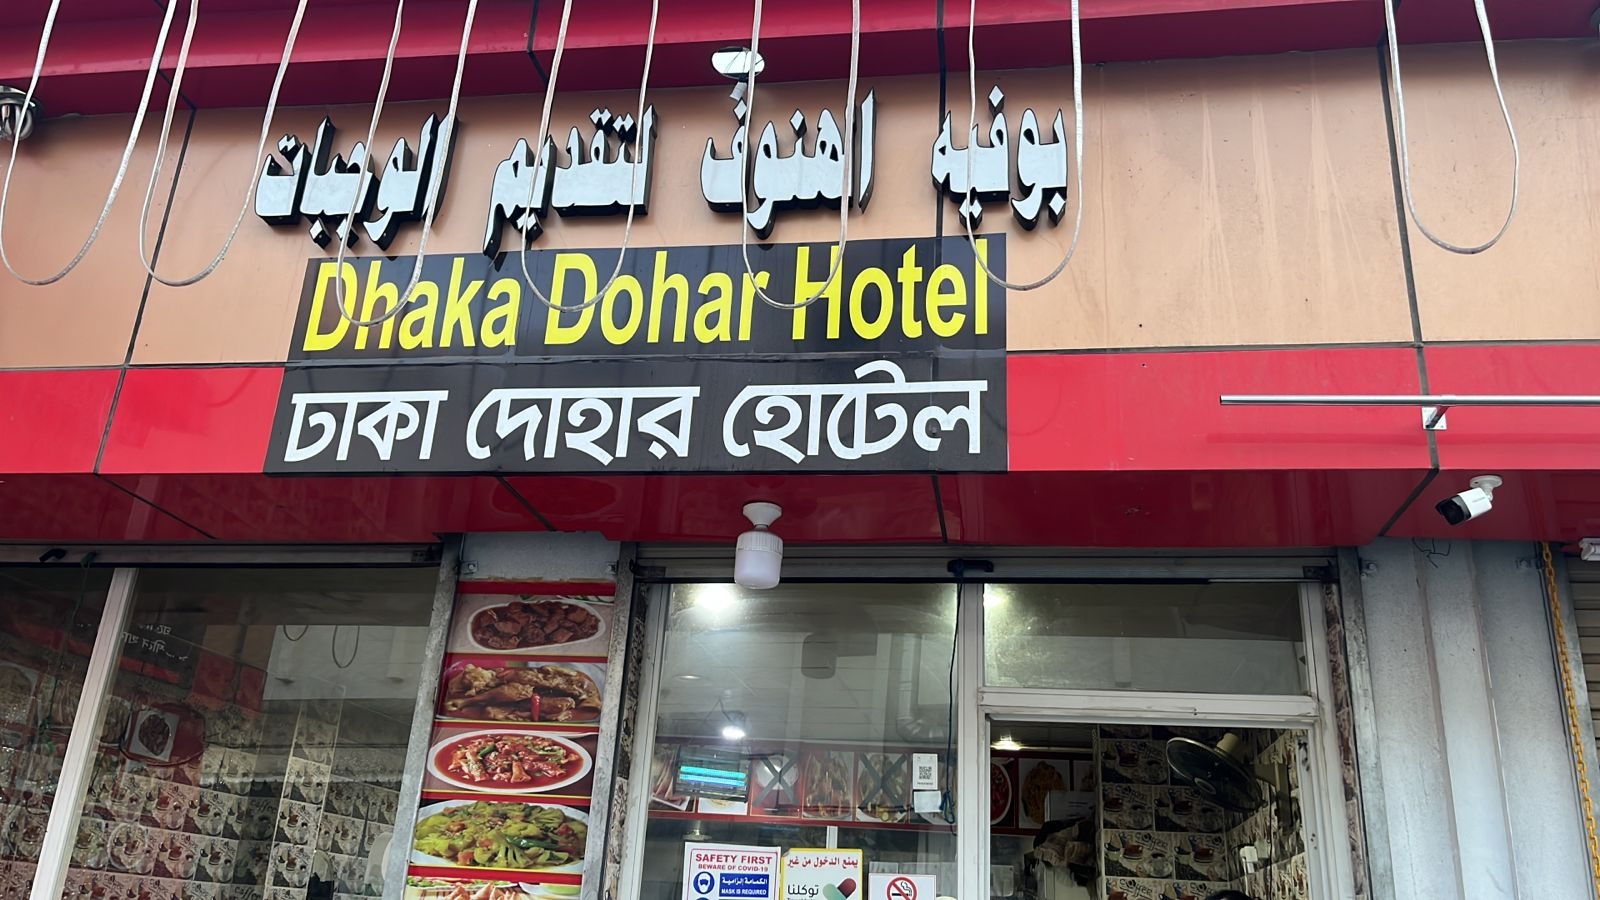 بوفيه اهنوف لتقديم الوجبات
Dhaka Dohar Hotel
ঢাকা দোহার হোটেল
SAFETY FIRST
BEWARE OF COVID-19
الكمامة إلزامية
MASK IS REQUIRED
يمنع الدخول من غير
توكلنا